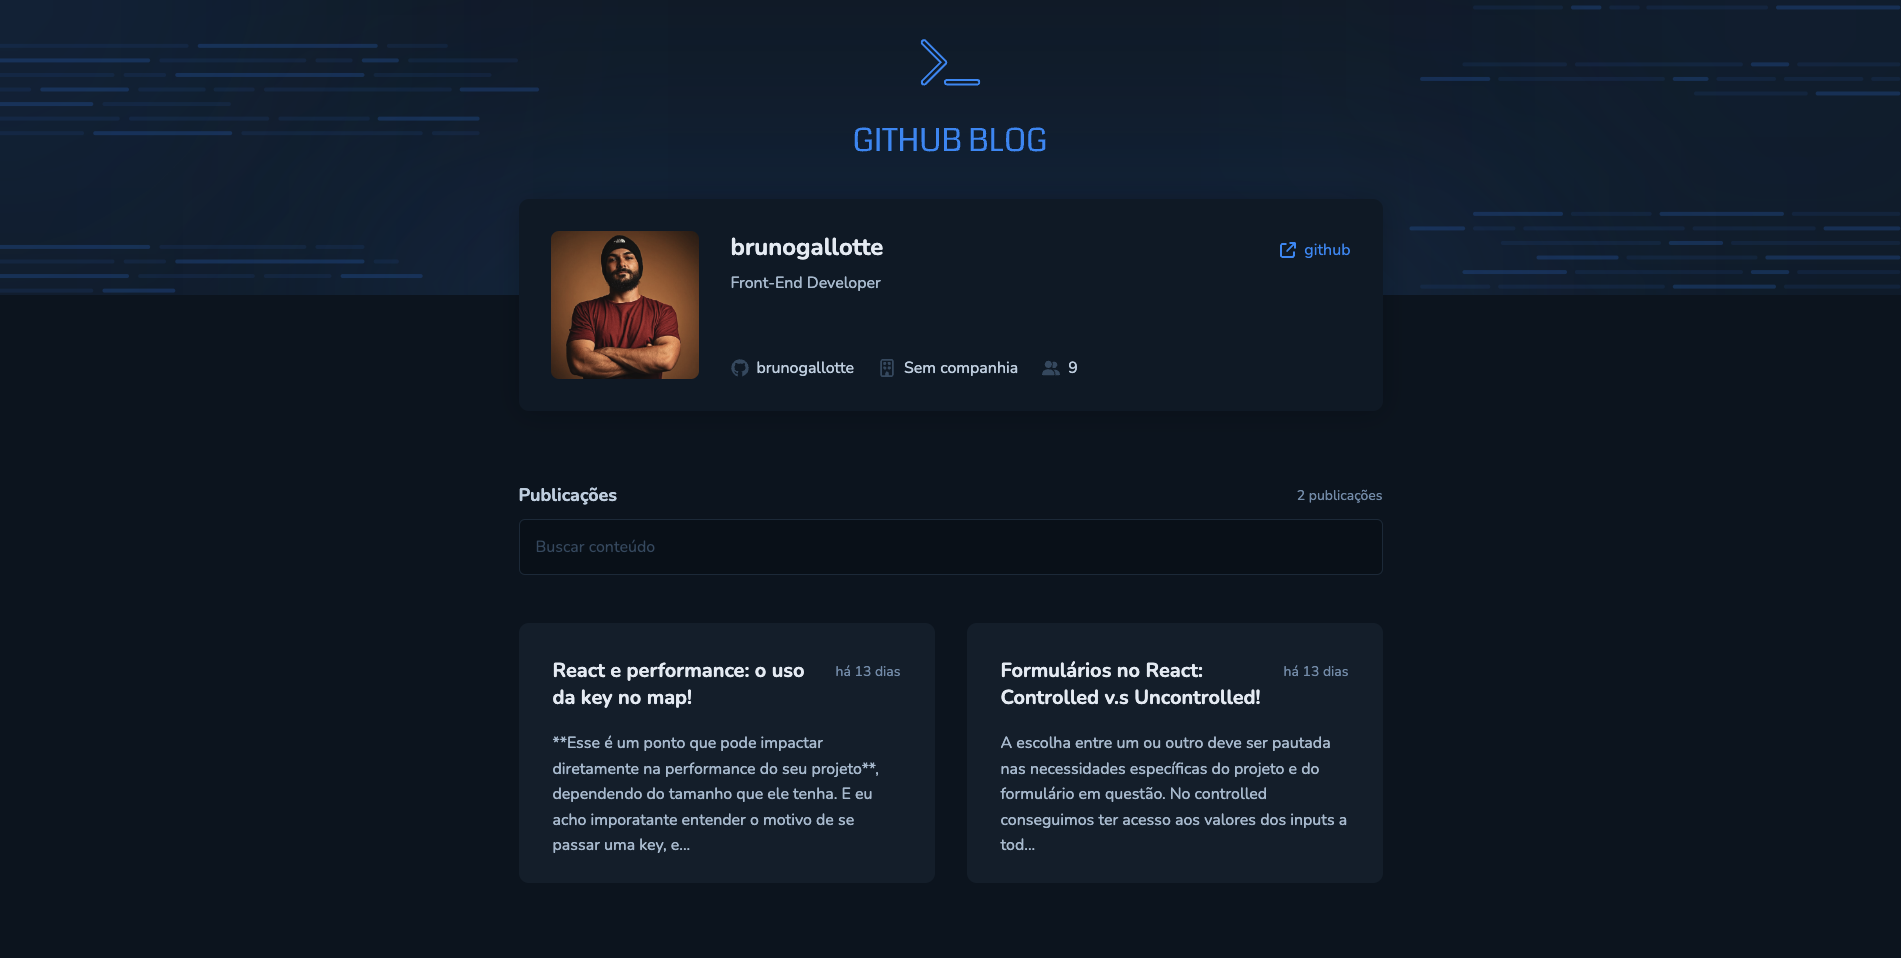 GITHUB BLOG
brunogallotte
github
Front-End Developer
brunogallotte
Sem companhia
9
Publicações
2 publicações
Buscar conteúdo
React e performance: o uso
há 13 dias
da key no map!
**Esse é um ponto que pode impactar
diretamente na performance do seu projeto**,
dependendo do tamanho que ele tenha. E eu
acho imporatante entender o motivo de se
passar uma key, e...
Formulários no React:
há 13 dias
Controlled v.s Uncontrolled!
A escolha entre um ou outro deve ser pautada
nas necessidades específicas do projeto e do
formulário em questão. No controlled
conseguimos ter acesso aos valores dos inputs a
tod...